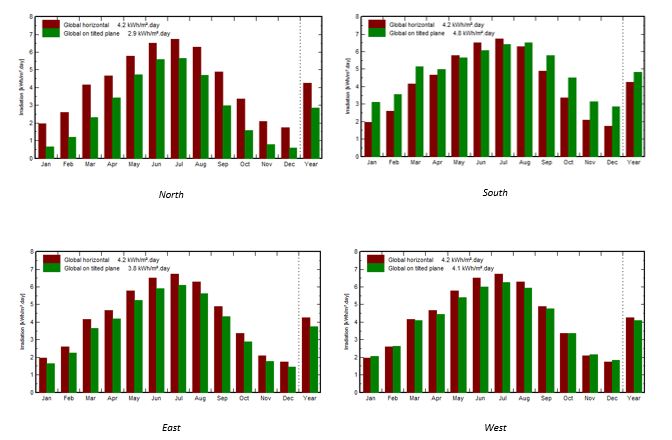 Global horizontal 4.2 kWh/m².day
Global on tilted plane 2.9 kWh/m².day
Irradiation [kWh/m².day]
8
7
6
5
4
3
2
1
0
Jan Feb Mar Apr May Jun Jul Aug Sep Oct Nov Dec Year
North
Global horizontal 4.2 kWh/m².day
Global on tilted plane 4.8 kWh/m².day
Irradiation [kWh/m².day]
8
7
6
5
4
3
2
1
0
Jan Feb Mar Apr May Jun Jul Aug Sep Oct Nov Dec Year
South
Global horizontal 4.2 kWh/m².day
Global on tilted plane 3.8 kWh/m².day
Irradiation [kWh/m².day]
8
7
6
5
4
3
2
1
0
Jan Feb Mar Apr May Jun Jul Aug Sep Oct Nov Dec Year
East
Global horizontal 4.2 kWh/m².day
Global on tilted plane 4.1 kWh/m².day
Irradiation [kWh/m².day]
8
7
6
5
4
3
2
1
0
Jan Feb Mar Apr May Jun Jul Aug Sep Oct Nov Dec Year
West